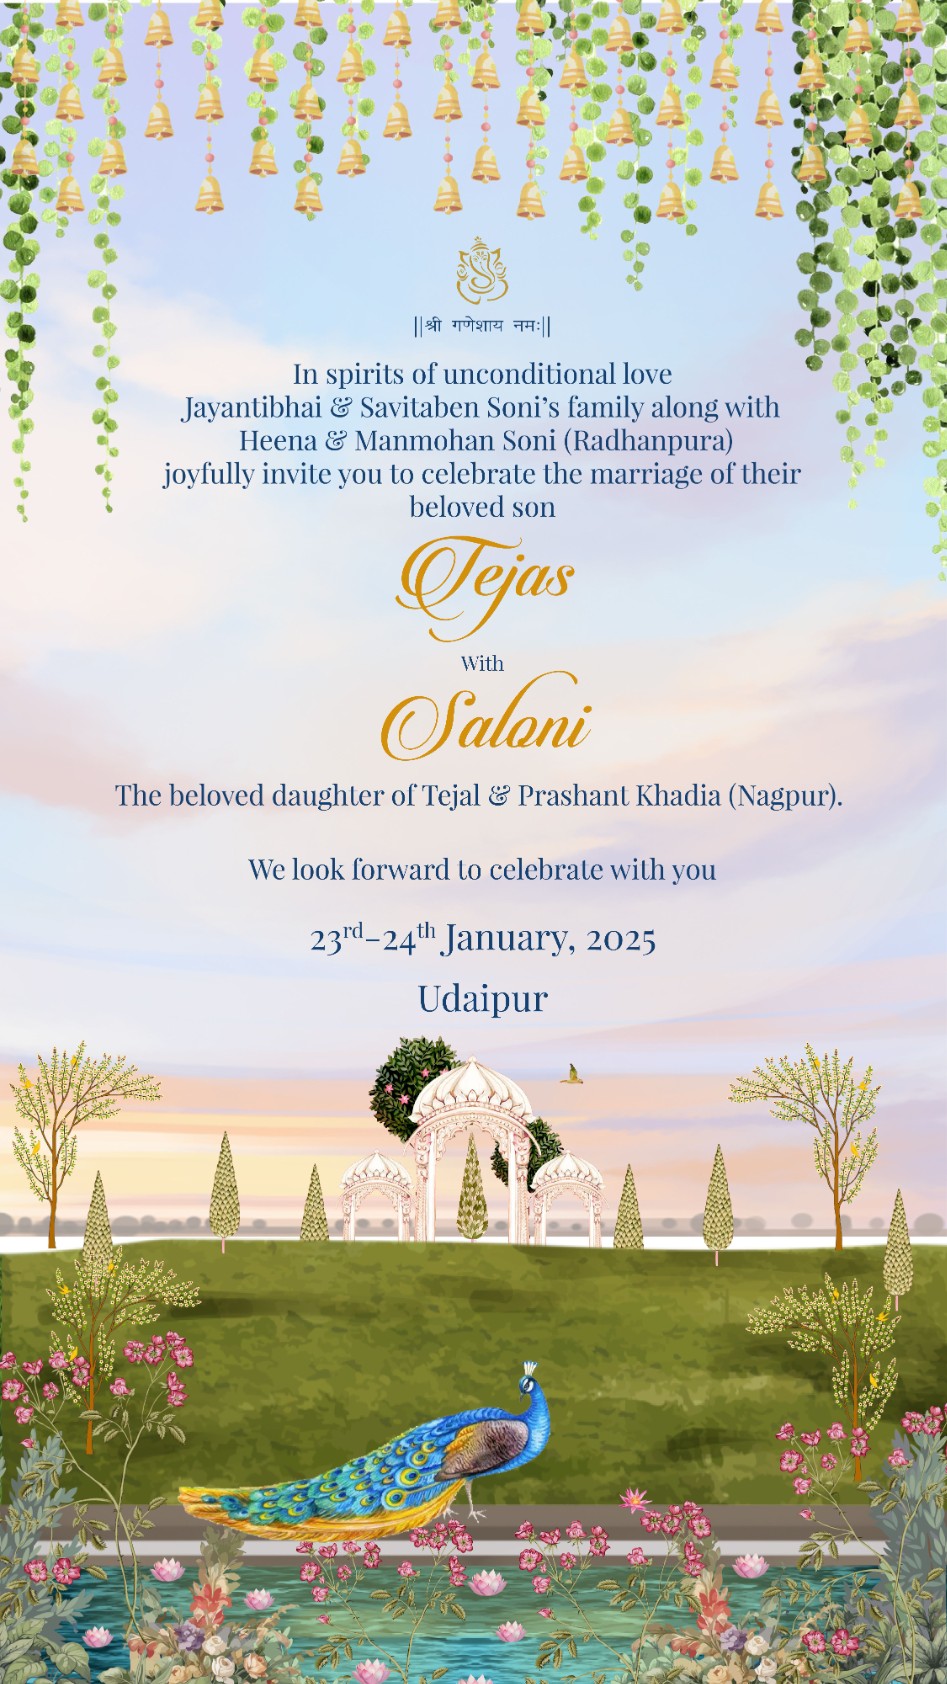 ||श्री गणेशाय नमः||
In spirits of unconditional love
Jayantibhai & Savitaben Soni’s family along with
Heena & Manmohan Soni (Radhanpura)
joyfully invite you to celebrate the marriage of their
beloved son
Tejas
With
Saloni
The beloved daughter of Tejal & Prashant Khadia (Nagpur).
We look forward to celebrate with you
23rd–24th January, 2025
Udaipur